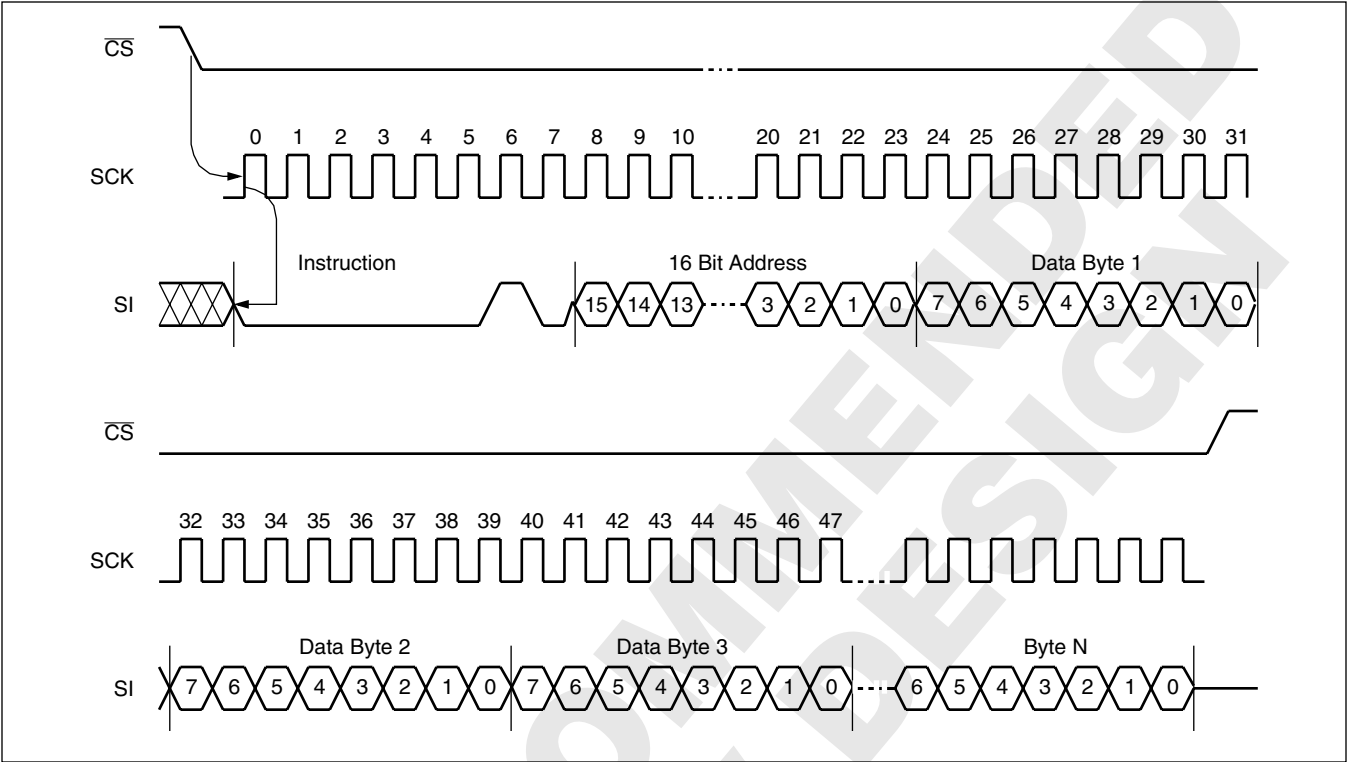 CS
0 1 2 3 4 5 6 7 8 9 10 20 21 22 23 24 25 26 27 28 29 30 31
SCK
Instruction 16 Bit Address Data Byte 1
SI 15 14 13 3 2 1 0 7 6 5 4 3 2 1 0
CS
32 33 34 35 36 37 38 39 40 41 42 43 44 45 46 47
SCK
Data Byte 2 Data Byte 3 Byte N
SI 7 6 5 4 3 2 1 0 7 6 5 4 3 2 1 0 6 5 4 3 2 1 0
OMMENDED
DESIGN